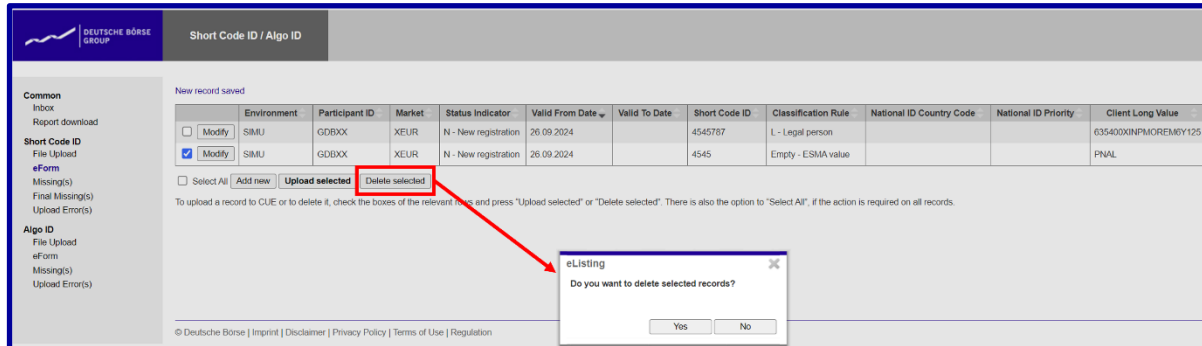 DEUTSCHE BÖRSE
GROUP
Short Code ID / Algo ID
Common
Inbox
Report download
Short Code ID
File Upload
eForm
Missing(s)
Final Missing(s)
Upload Error(s)
Algo ID
File Upload
eForm
Missing(s)
Upload Error(s)
New record saved
Environment Participant ID Market Status Indicator Valid From Date Valid To Date Short Code ID Classification Rule National ID Country Code National ID Priority Client Long Value
Modify SIMU GDBXX XEUR N - New registration 26.09.2024 4545787 L - Legal person 635400XINPMOREM6Y125
Modify SIMU GDBXX XEUR N - New registration 26.09.2024 4545 Empty - ESMA value PNAL
Select All Add new Upload selected Delete selected
To upload a record to CUE or to delete it, check the boxes of the relevant rows and press "Upload selected" or "Delete selected". There is also the option to "Select All", if the action is required on all records.
eListing
Do you want to delete selected records?
Yes No
© Deutsche Börse | Imprint | Disclaimer | Privacy Policy | Terms of Use | Regulation